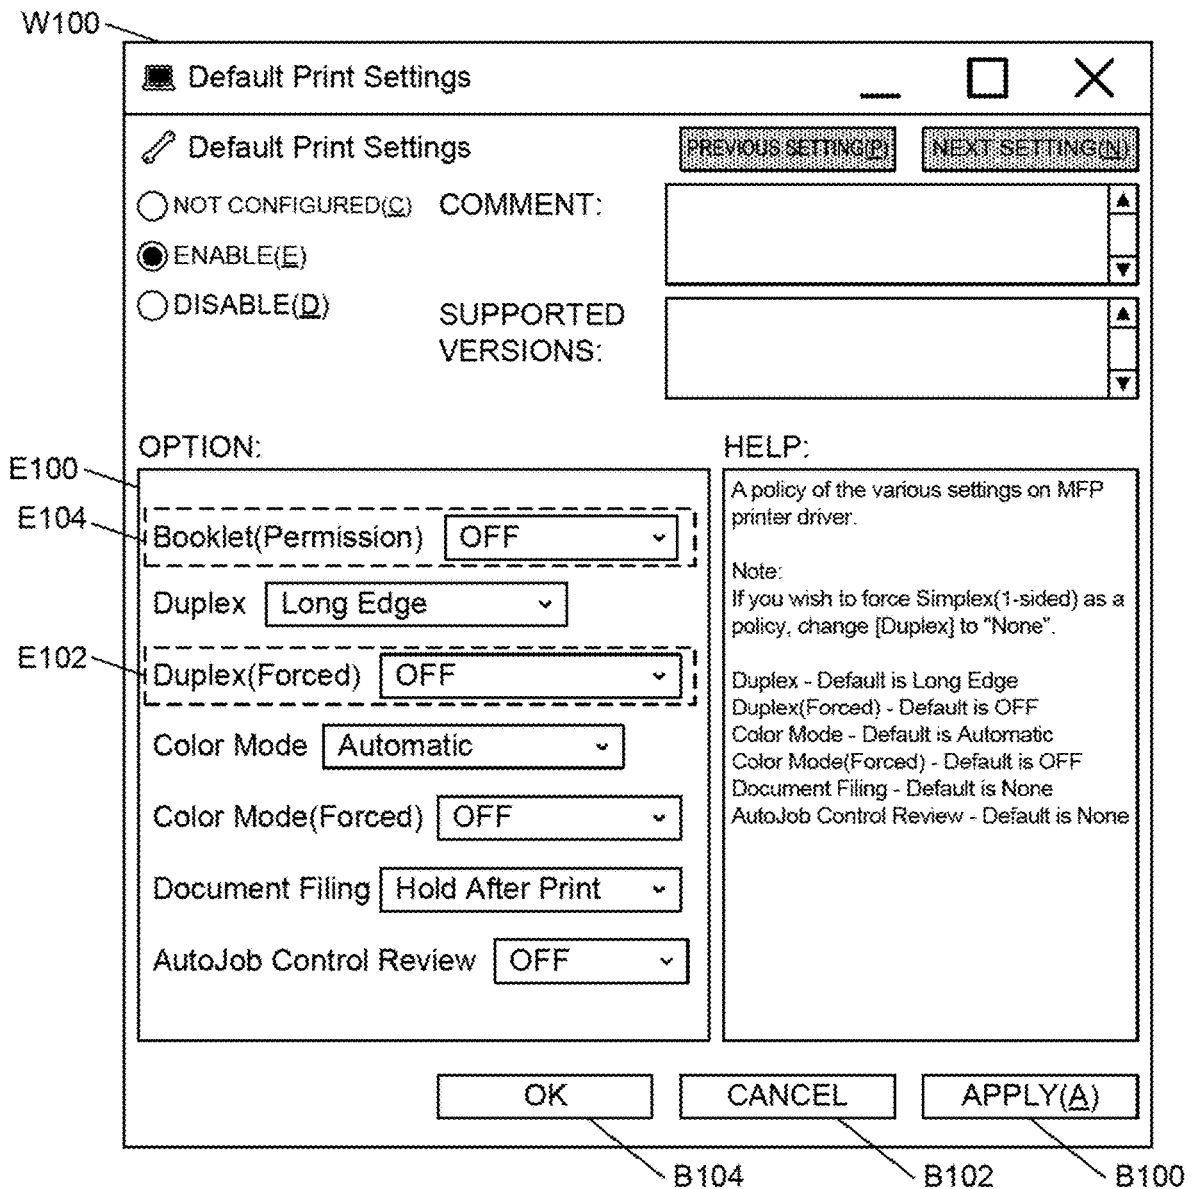 W100
Default Print Settings
Default Print Settings
PREVIOUS SETTING(P)
NEXT SETTING(N)
NOT CONFIGURED(C)
COMMENT:
ENABLE(E)
DISABLE(D)
SUPPORTED
VERSIONS:
OPTION:
HELP:
E100
E104
Booklet(Permission) OFF
Duplex Long Edge
E102
Duplex(Forced) OFF
Color Mode Automatic
Color Mode(Forced) OFF
Document Filing Hold After Print
AutoJob Control Review OFF
A policy of the various settings on MFP
printer driver.
Note:
If you wish to force Simplex(1-sided) as a
policy, change [Duplex] to "None".
Duplex - Default is Long Edge
Duplex(Forced) - Default is OFF
Color Mode - Default is Automatic
Color Mode(Forced) - Default is OFF
Document Filing - Default is None
AutoJob Control Review - Default is None
OK
CANCEL
APPLY(A)
B104
B102
B100